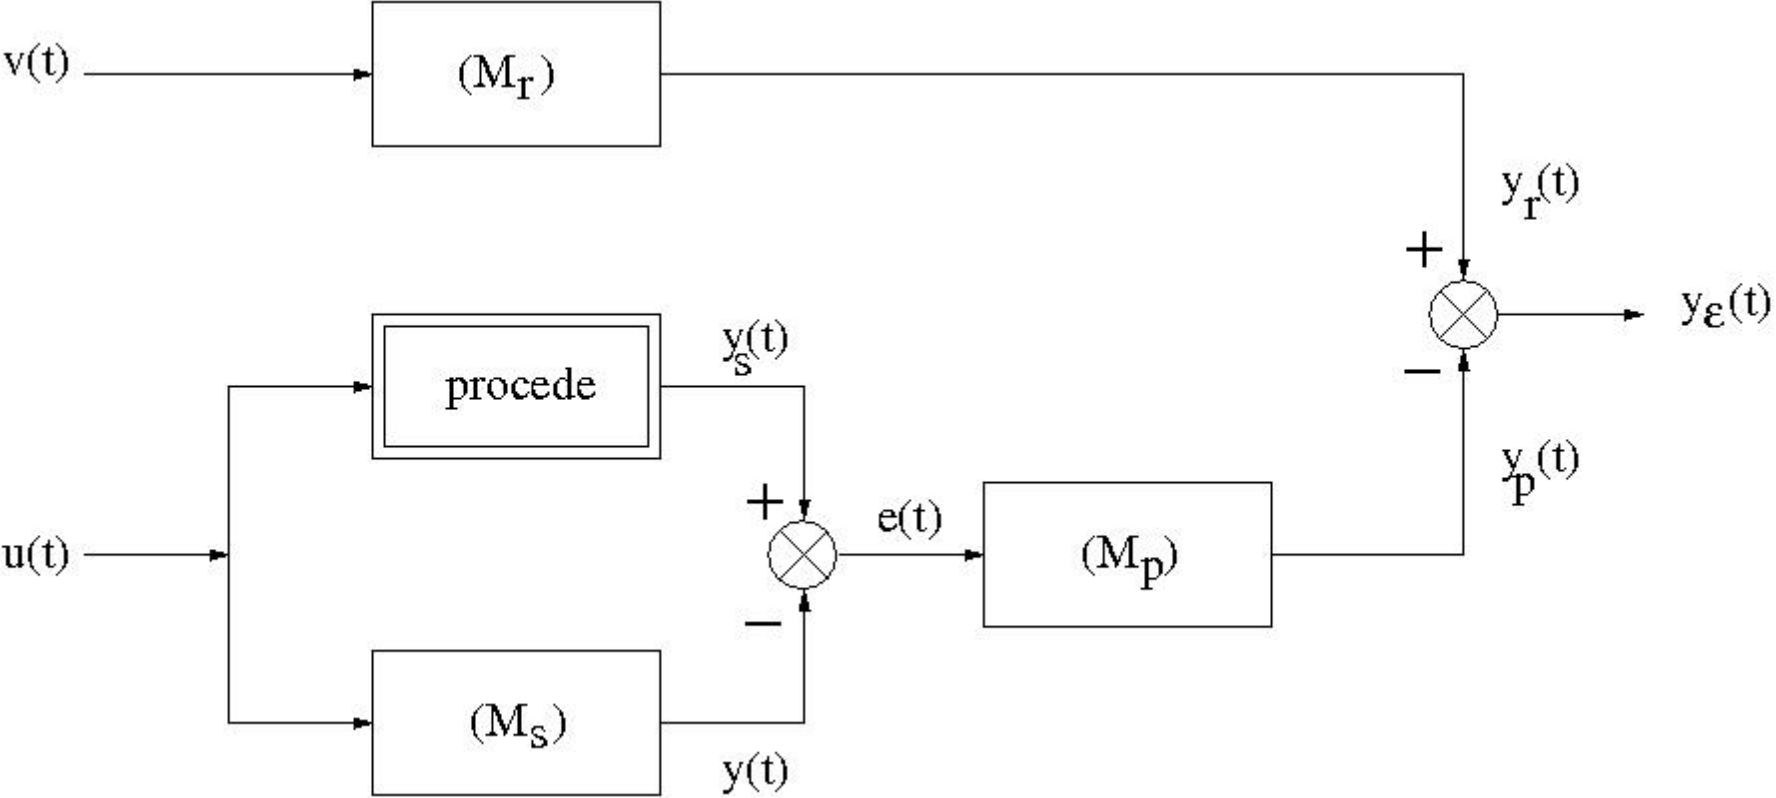 v(t)
(Mr)
yr(t)
+
yε(t)
−
procede
ys(t)
yp(t)
+
e(t)
u(t)
(Mp)
−
(Ms)
y(t)